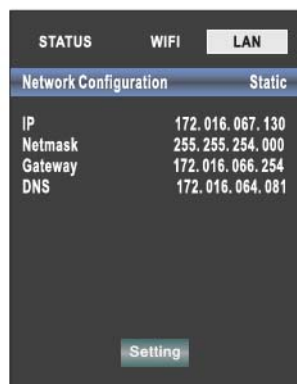 STATUS WIFI LAN
Network Configuration Static
IP 172.016.067.130
Netmask 255.255.254.000
Gateway 172.016.066.254
DNS 172.016.064.081
Setting